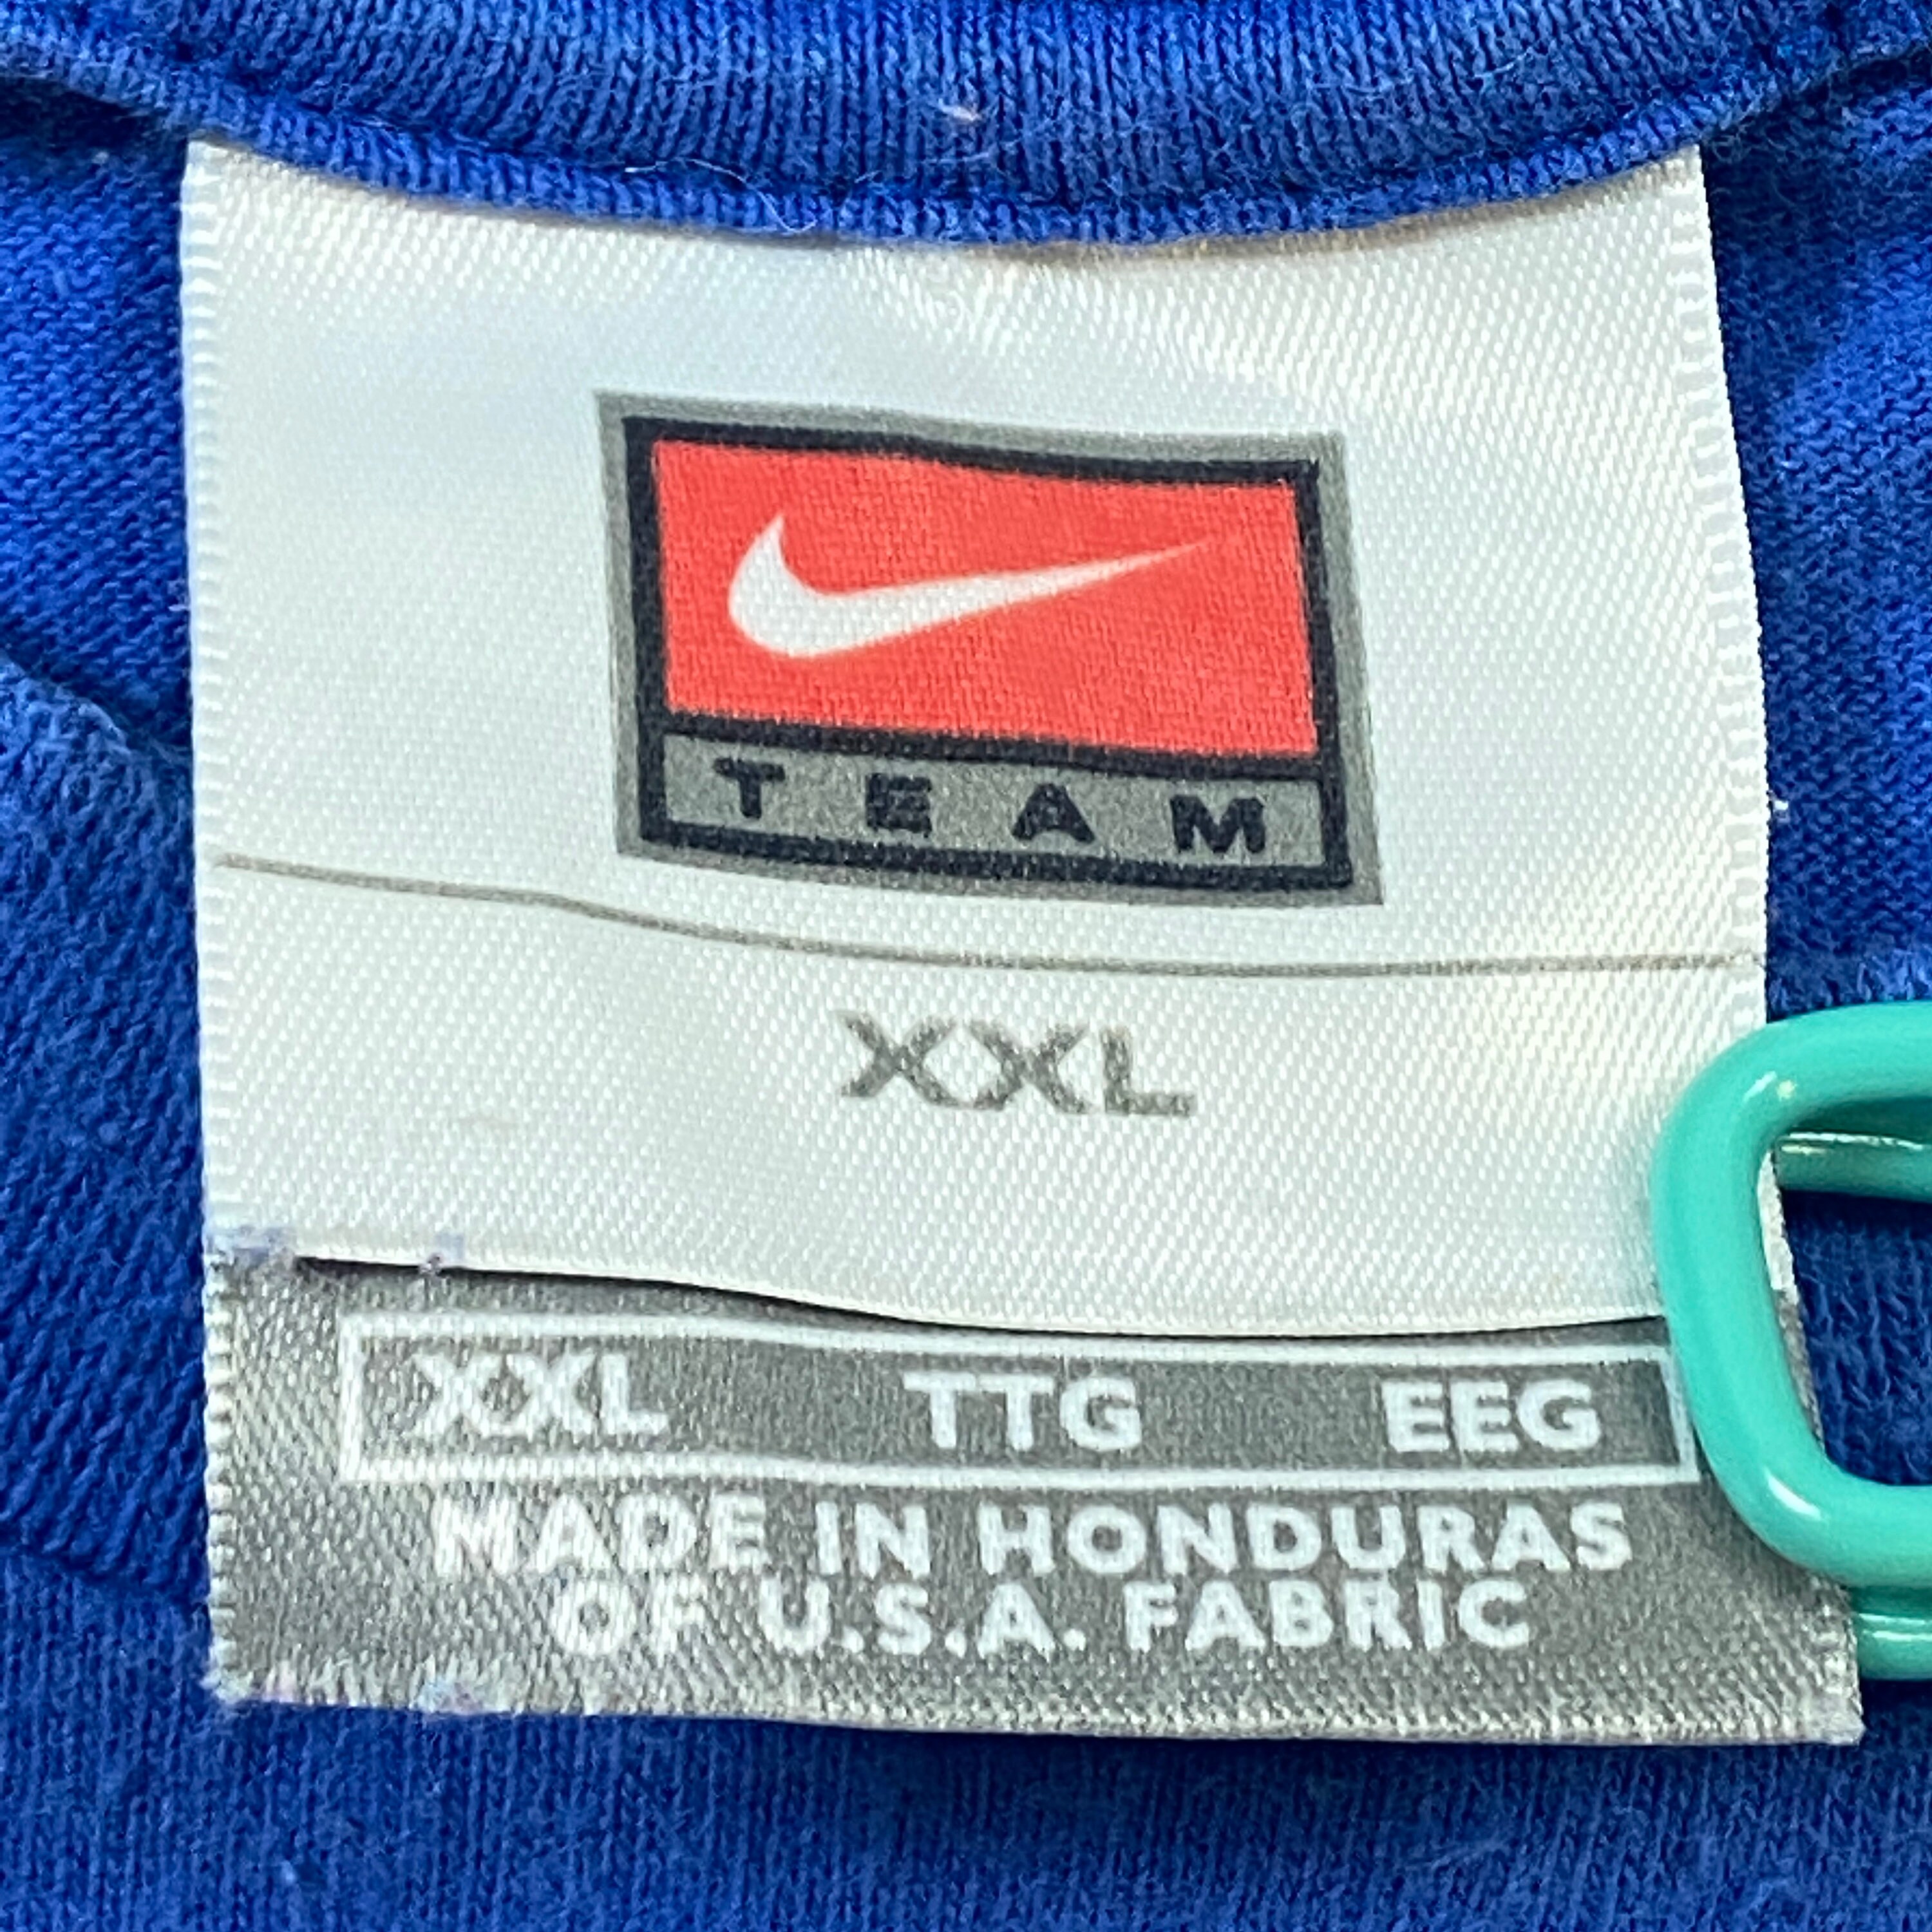 TEAM
XXL
XXL TTG EEG
MADE IN HONDURAS
OF U.S.A. FABRIC